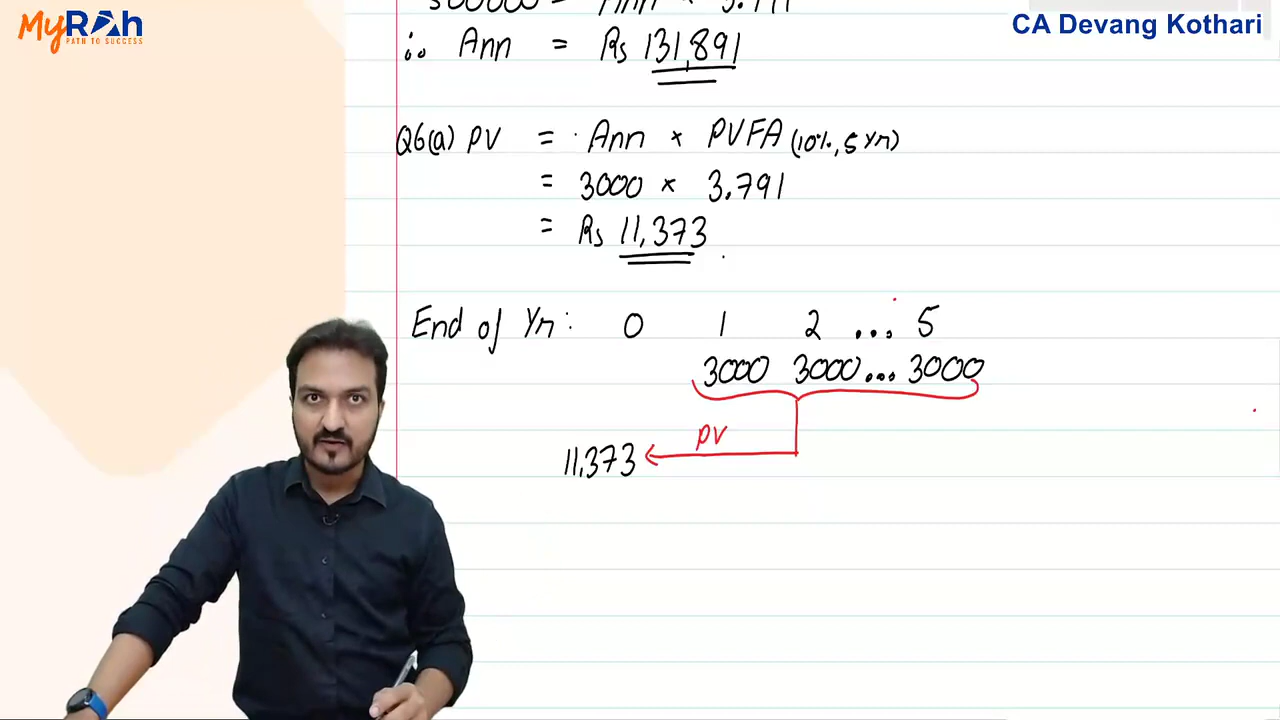 MyRAh
PATH TO SUCCESS
CA Devang Kothari
∴ Ann = Rs 131,891
Q6(a) PV = Ann × PVFA (10%, 5 Yr)
= 3000 × 3.791
= Rs 11,373
End of Yr: 0 1 2 ... 5
3000 3000 ... 3000
PV
11,373